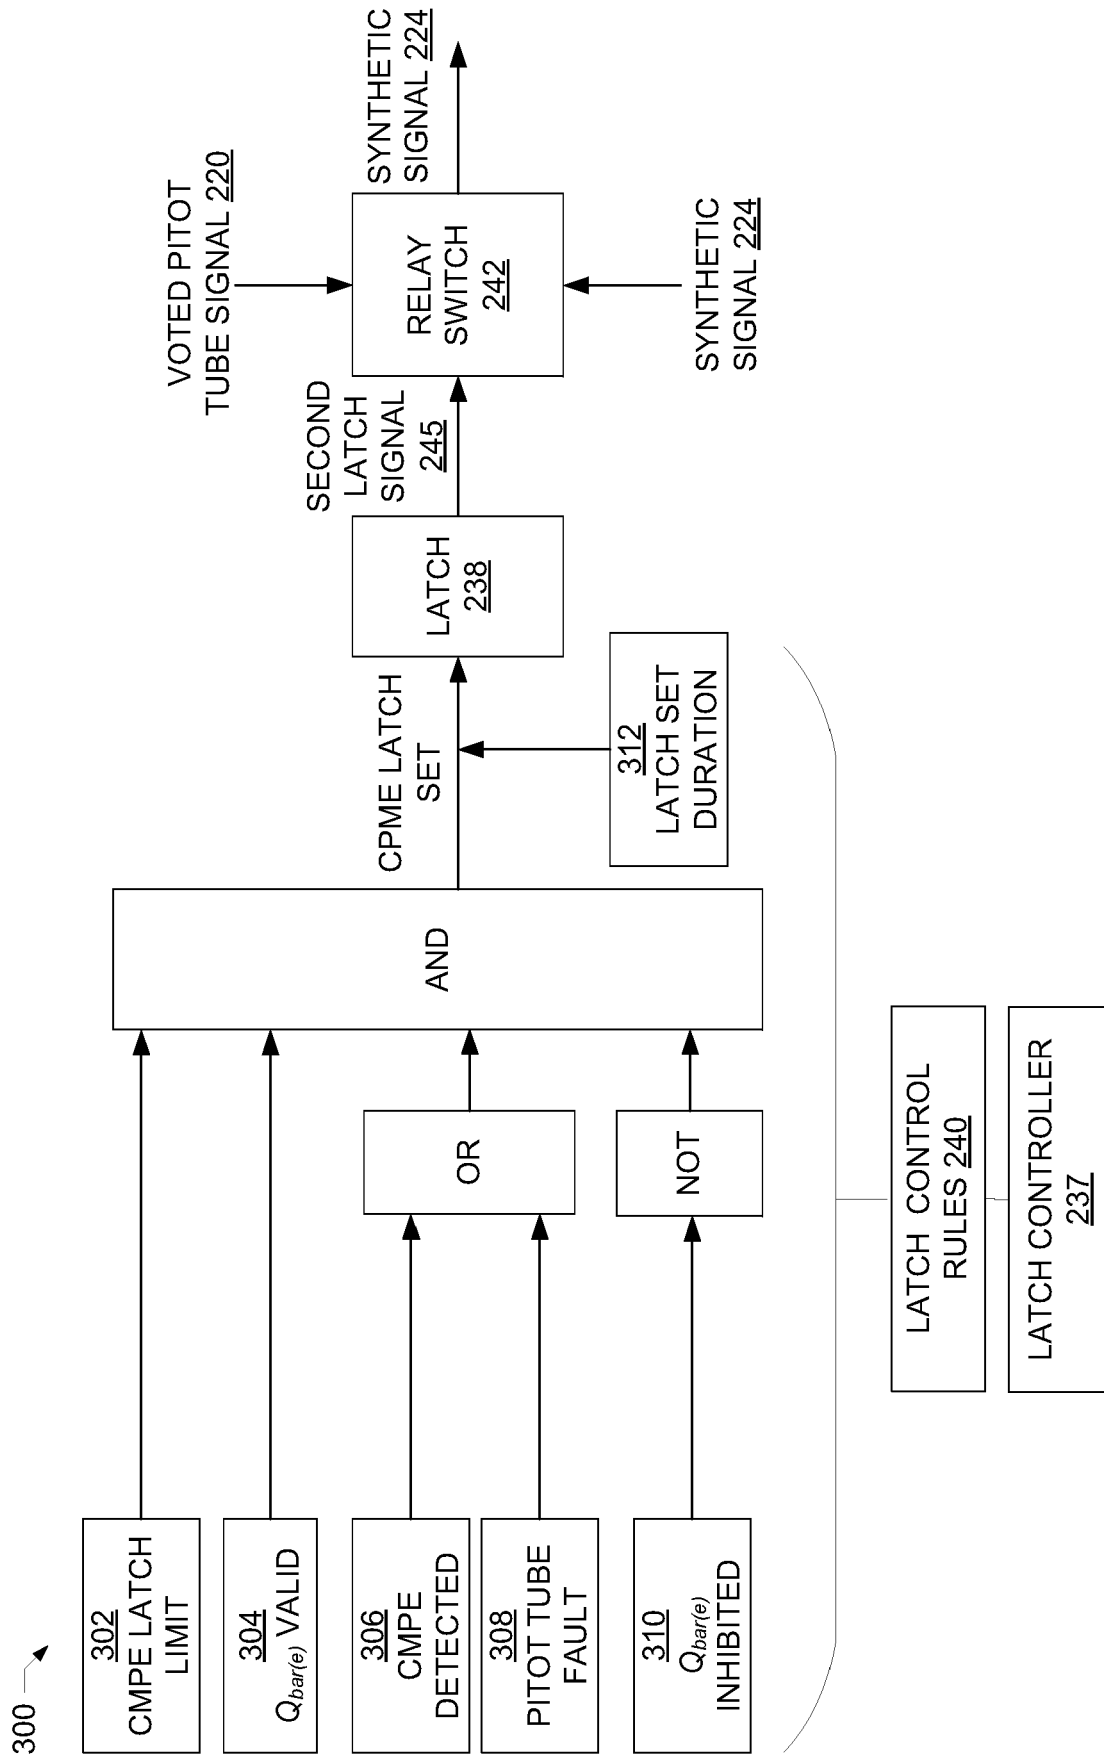 300
302
CMPE LATCH
LIMIT
304
Qbar(e) VALID
306
CMPE
DETECTED
308
PITOT TUBE
FAULT
310
Qbar(e)
INHIBITED
OR
NOT
AND
CPME LATCH
SET
312
LATCH SET
DURATION
LATCH
238
SECOND
LATCH
SIGNAL
245
VOTED PITOT
TUBE SIGNAL 220
RELAY
SWITCH
242
SYNTHETIC
SIGNAL 224
SYNTHETIC
SIGNAL 224
LATCH CONTROL
RULES 240
LATCH CONTROLLER
237